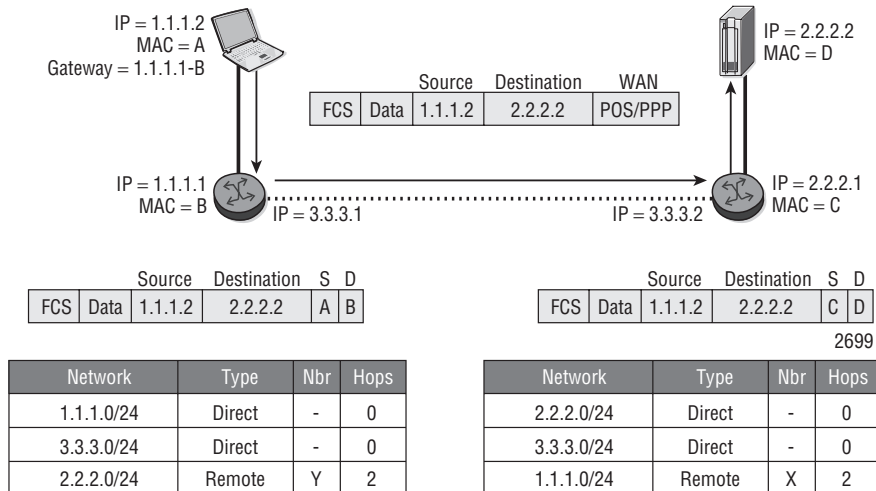 IP = 1.1.1.2
MAC = A
Gateway = 1.1.1.1-B
IP = 2.2.2.2
MAC = D
Source Destination WAN
FCS Data 1.1.1.2 2.2.2.2 POS/PPP
IP = 1.1.1.1
MAC = B
IP = 3.3.3.1
IP = 3.3.3.2
IP = 2.2.2.1
MAC = C
Source Destination S D
FCS Data 1.1.1.2 2.2.2.2 A B
Source Destination S D
FCS Data 1.1.1.2 2.2.2.2 C D
2699
Network Type Nbr Hops
1.1.1.0/24 Direct - 0
3.3.3.0/24 Direct - 0
2.2.2.0/24 Remote Y 2
Network Type Nbr Hops
2.2.2.0/24 Direct - 0
3.3.3.0/24 Direct - 0
1.1.1.0/24 Remote X 2